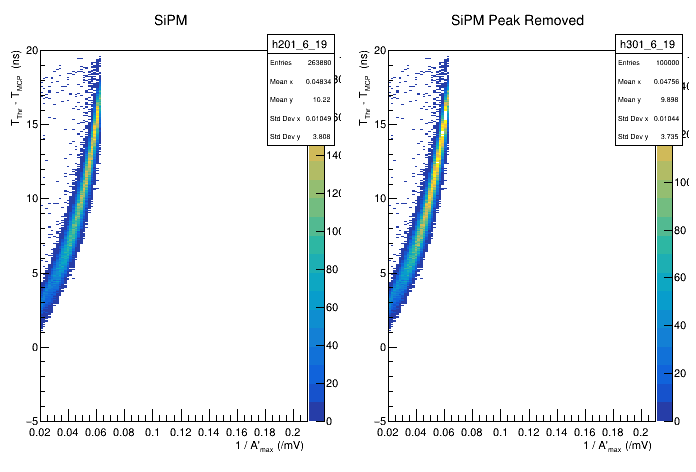 SiPM
h201_6_19
Entries 263880
Mean x 0.04834
Mean y 10.22
Std Dev x 0.01049
Std Dev y 3.808
T_Thr - T_MCP (ns)
20
15
10
5
0
−5
0.02 0.04 0.06 0.08 0.1 0.12 0.14 0.16 0.18 0.2
1 / A'_max (/mV)
120
100
80
60
40
20
0
SiPM Peak Removed
h301_6_19
Entries 100000
Mean x 0.04756
Mean y 9.898
Std Dev x 0.01044
Std Dev y 3.735
T_Thr - T_MCP (ns)
20
15
10
5
0
−5
0.02 0.04 0.06 0.08 0.1 0.12 0.14 0.16 0.18 0.2
1 / A'_max (/mV)
100
80
60
40
20
0